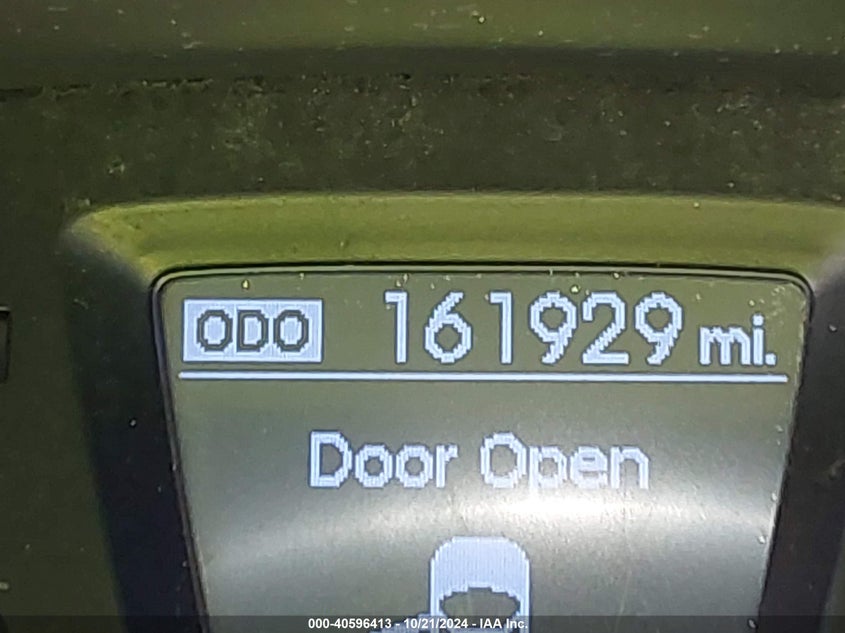 ODO 161929 mi.
Door Open
000-40596413 - 10/21/2024 - IAA Inc.